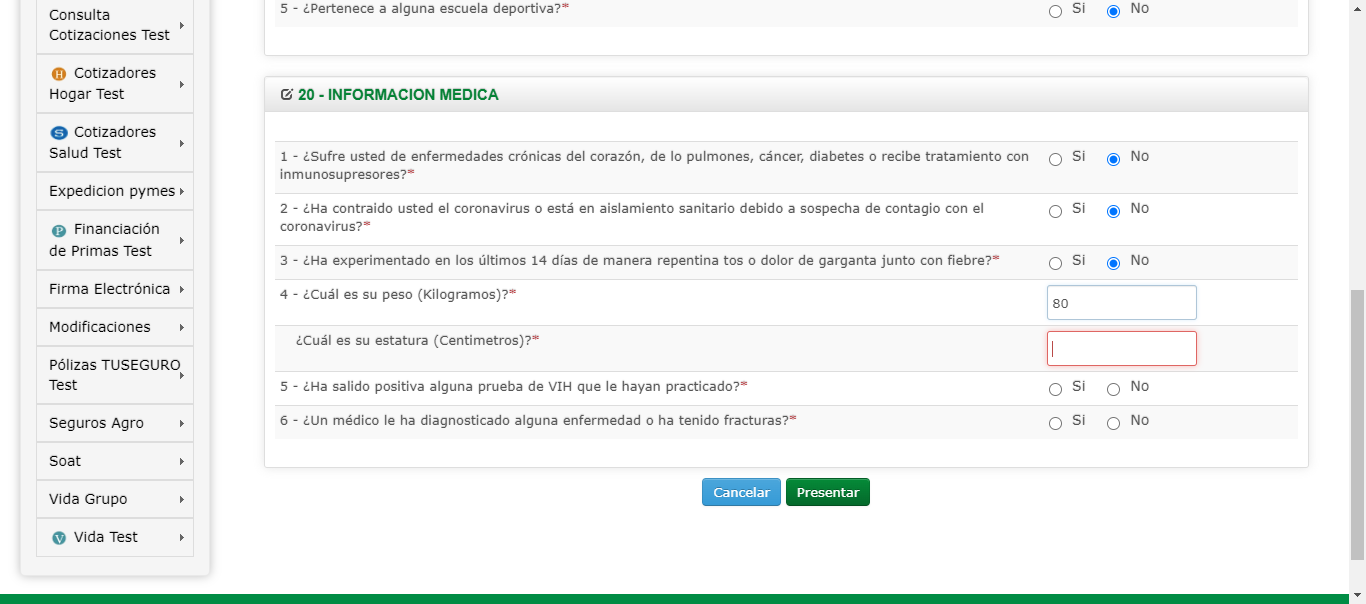 5 - ¿Pertenece a alguna escuela deportiva?*
Si
No
Consulta
Cotizaciones Test
Cotizadores
Hogar Test
Cotizadores
Salud Test
Expedicion pymes
Financiación
de Primas Test
Firma Electrónica
Modificaciones
Pólizas TUSEGURO
Test
Seguros Agro
Soat
Vida Grupo
Vida Test
20 - INFORMACION MEDICA
1 - ¿Sufre usted de enfermedades crónicas del corazón, de lo pulmones, cáncer, diabetes o recibe tratamiento con
inmunosupresores?*
Si
No
2 - ¿Ha contraido usted el coronavirus o está en aislamiento sanitario debido a sospecha de contagio con el
coronavirus?*
Si
No
3 - ¿Ha experimentado en los últimos 14 días de manera repentina tos o dolor de garganta junto con fiebre?*
Si
No
4 - ¿Cuál es su peso (Kilogramos)?*
80
¿Cuál es su estatura (Centimetros)?*
5 - ¿Ha salido positiva alguna prueba de VIH que le hayan practicado?*
Si
No
6 - ¿Un médico le ha diagnosticado alguna enfermedad o ha tenido fracturas?*
Si
No
Cancelar
Presentar